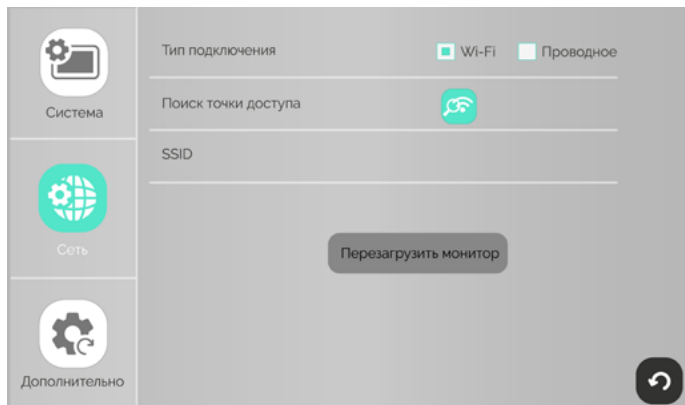 Система
Сеть
Дополнительно
Тип подключения
Wi-Fi
Проводное
Поиск точки доступа
SSID
Перезагрузить монитор